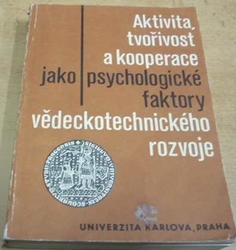 Aktivita,
tvořivost
a kooperace
jako psychologické
faktory
vědeckotechnického
rozvoje
UNIVERZITA KARLOVA, PRAHA